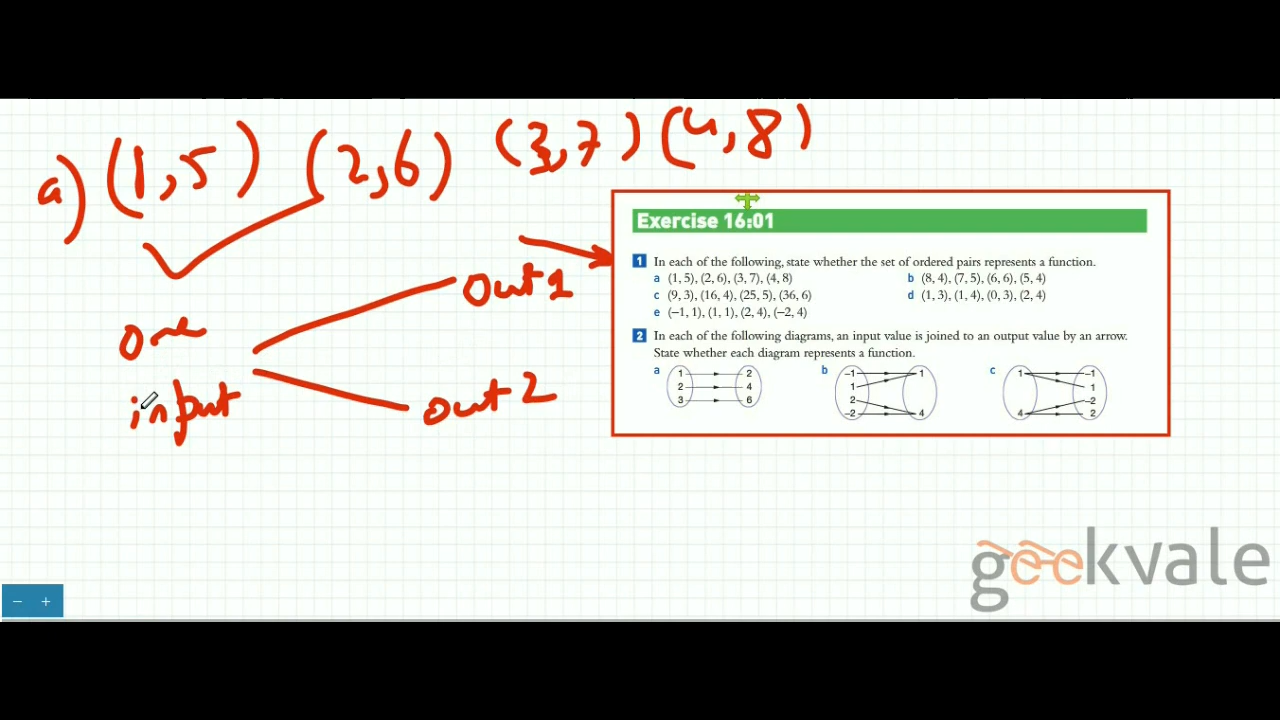 a) (1,5) (2,6) (3,7) (4,8)
one
input
out 1
out 2
Exercise 16:01
1 In each of the following, state whether the set of ordered pairs represents a function.
a (1, 5), (2, 6), (3, 7), (4, 8) b (8, 4), (7, 5), (6, 6), (5, 4)
c (9, 3), (16, 4), (25, 5), (36, 6) d (1, 3), (1, 4), (0, 3), (2, 4)
e (−1, 1), (1, 1), (2, 4), (−2, 4)
2 In each of the following diagrams, an input value is joined to an output value by an arrow.
State whether each diagram represents a function.
a b c
1 2 −1 1 1 −1
2 4 1 1
3 6 2 −2
−2 4 4 2
geekvale
− +